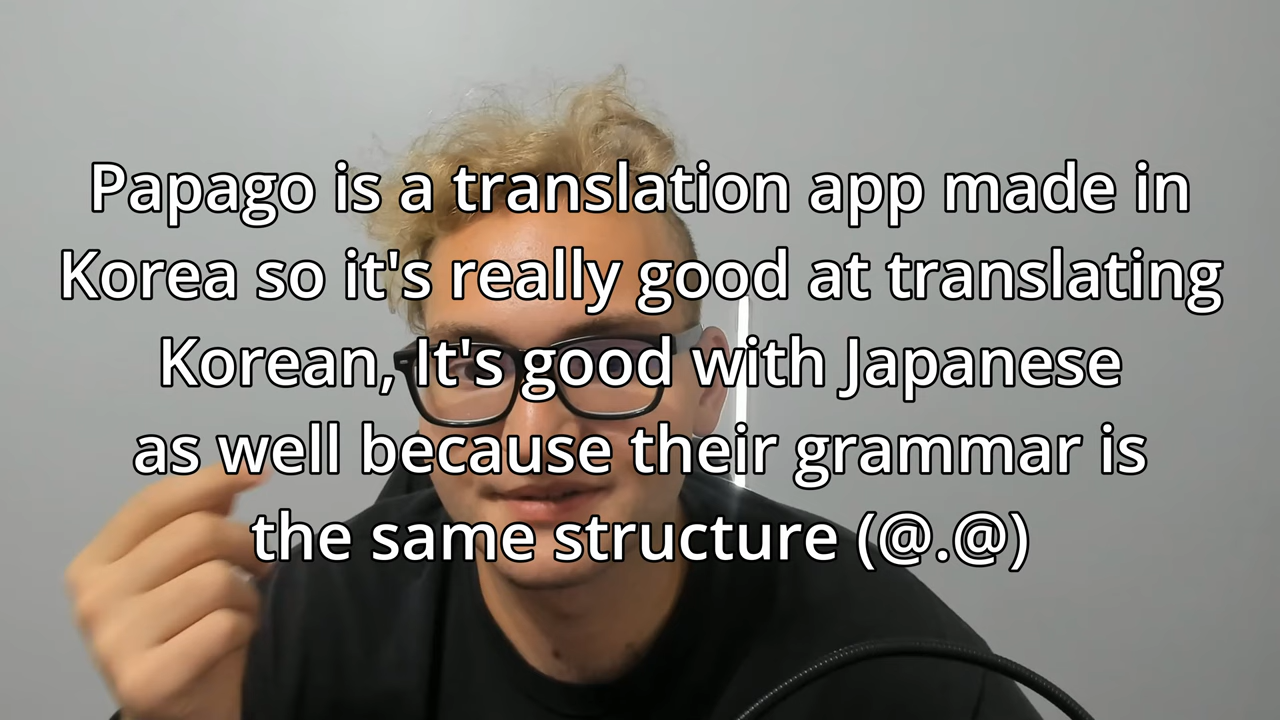 Papago is a translation app made in
Korea so it's really good at translating
Korean, It's good with Japanese
as well because their grammar is
the same structure (@.@)